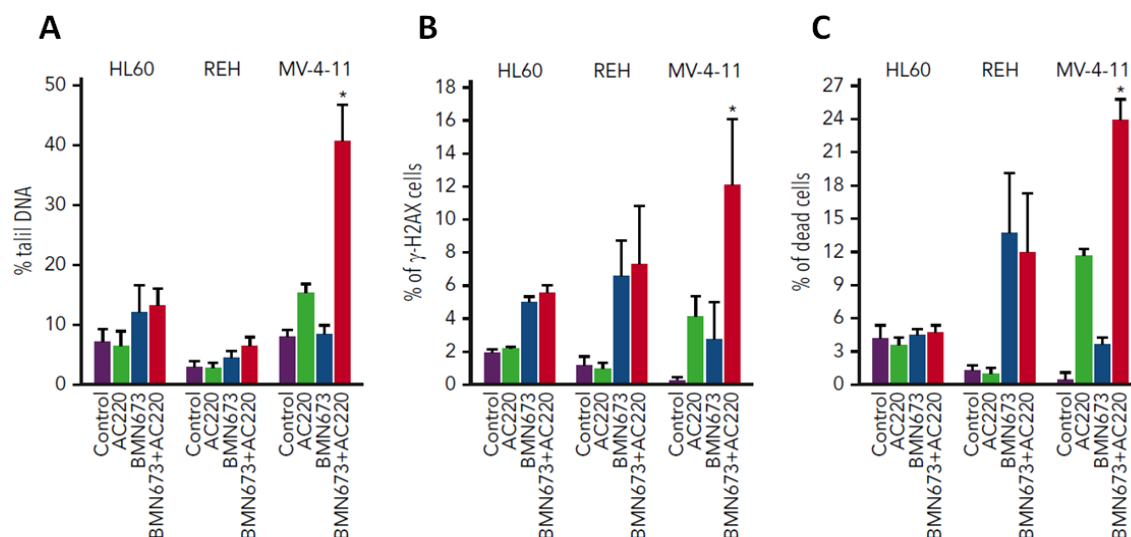 A
HL60 REH MV-4-11
% talil DNA
50
40
30
20
10
0
*
Control
AC220
BMN673
BMN673+AC220
Control
AC220
BMN673
BMN673+AC220
Control
AC220
BMN673
BMN673+AC220
B
HL60 REH MV-4-11
% of γ-H2AX cells
18
16
14
12
10
8
6
4
2
0
*
Control
AC220
BMN673
BMN673+AC220
Control
AC220
BMN673
BMN673+AC220
Control
AC220
BMN673
BMN673+AC220
C
HL60 REH MV-4-11
% of dead cells
27
24
21
18
15
12
9
6
3
0
*
Control
AC220
BMN673
BMN673+AC220
Control
AC220
BMN673
BMN673+AC220
Control
AC220
BMN673
BMN673+AC220